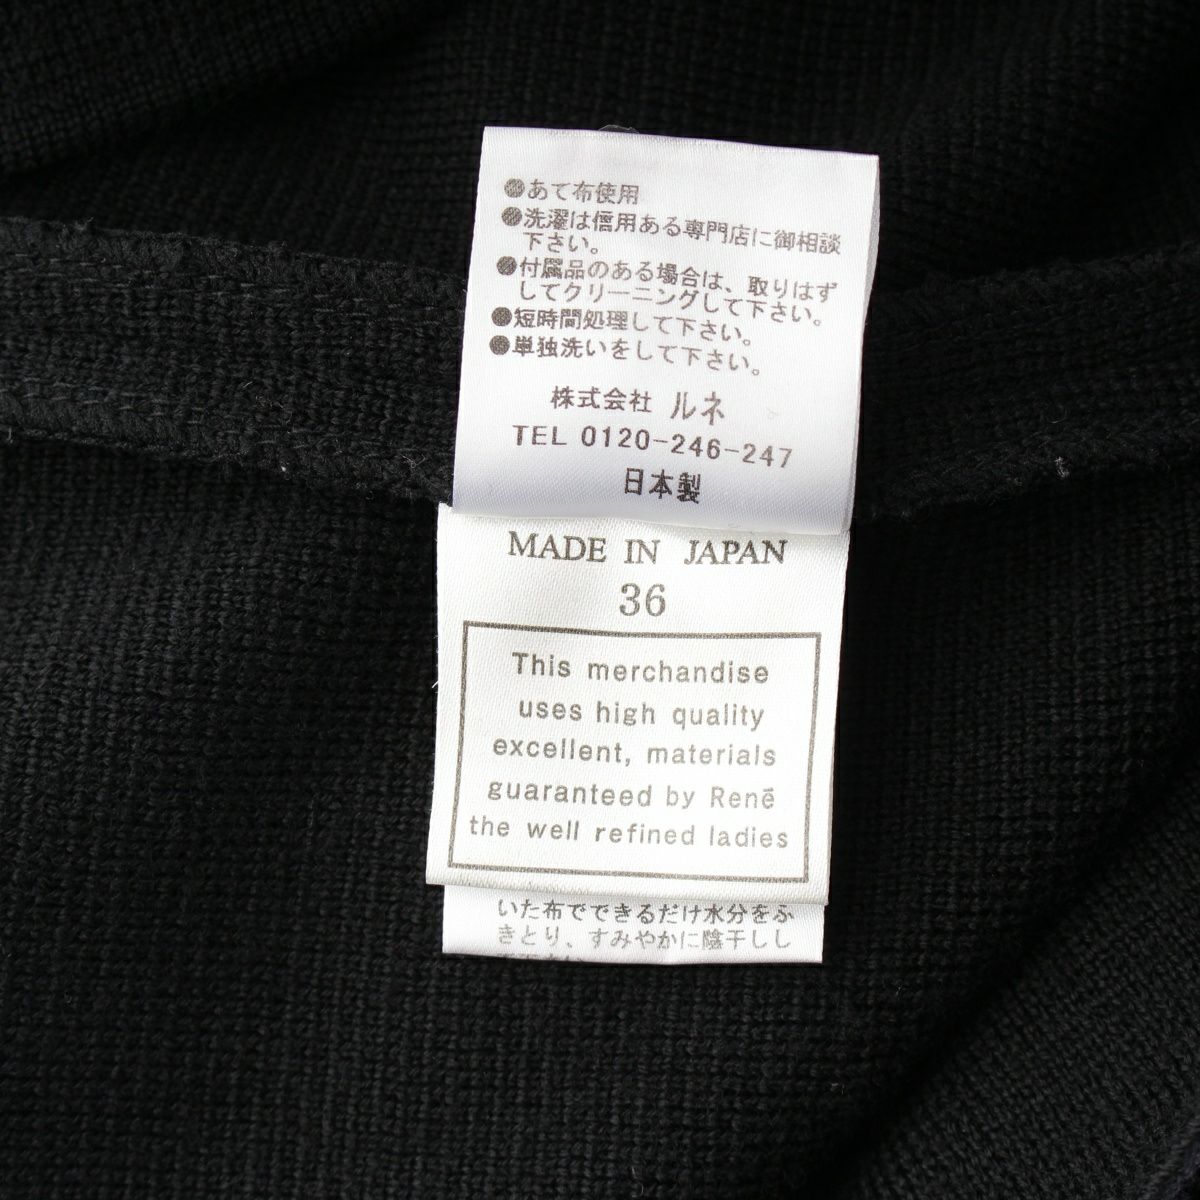 ●あて布使用
●洗濯は信用ある専門店に御相談
下さい。
●付属品のある場合は、取りはず
してクリーニングして下さい。
●短時間処理して下さい。
●単独洗いをして下さい。
株式会社 ルネ
TEL 0120-246-247
日本製
MADE IN JAPAN
36
This merchandise
uses high quality
excellent, materials
guaranteed by René
the well refined ladies
いた布でできるだけ水分をふ
きとり、すみやかに陰干しし